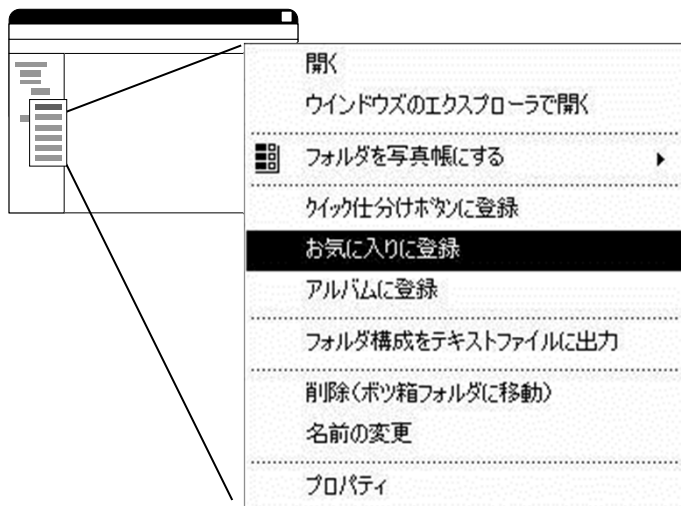 開く
ウインドウズのエクスプローラで開く
フォルダを写真帳にする
クイック仕分けボタンに登録
お気に入りに登録
アルバムに登録
フォルダ構成をテキストファイルに出力
削除(ボツ箱フォルダに移動)
名前の変更
プロパティ